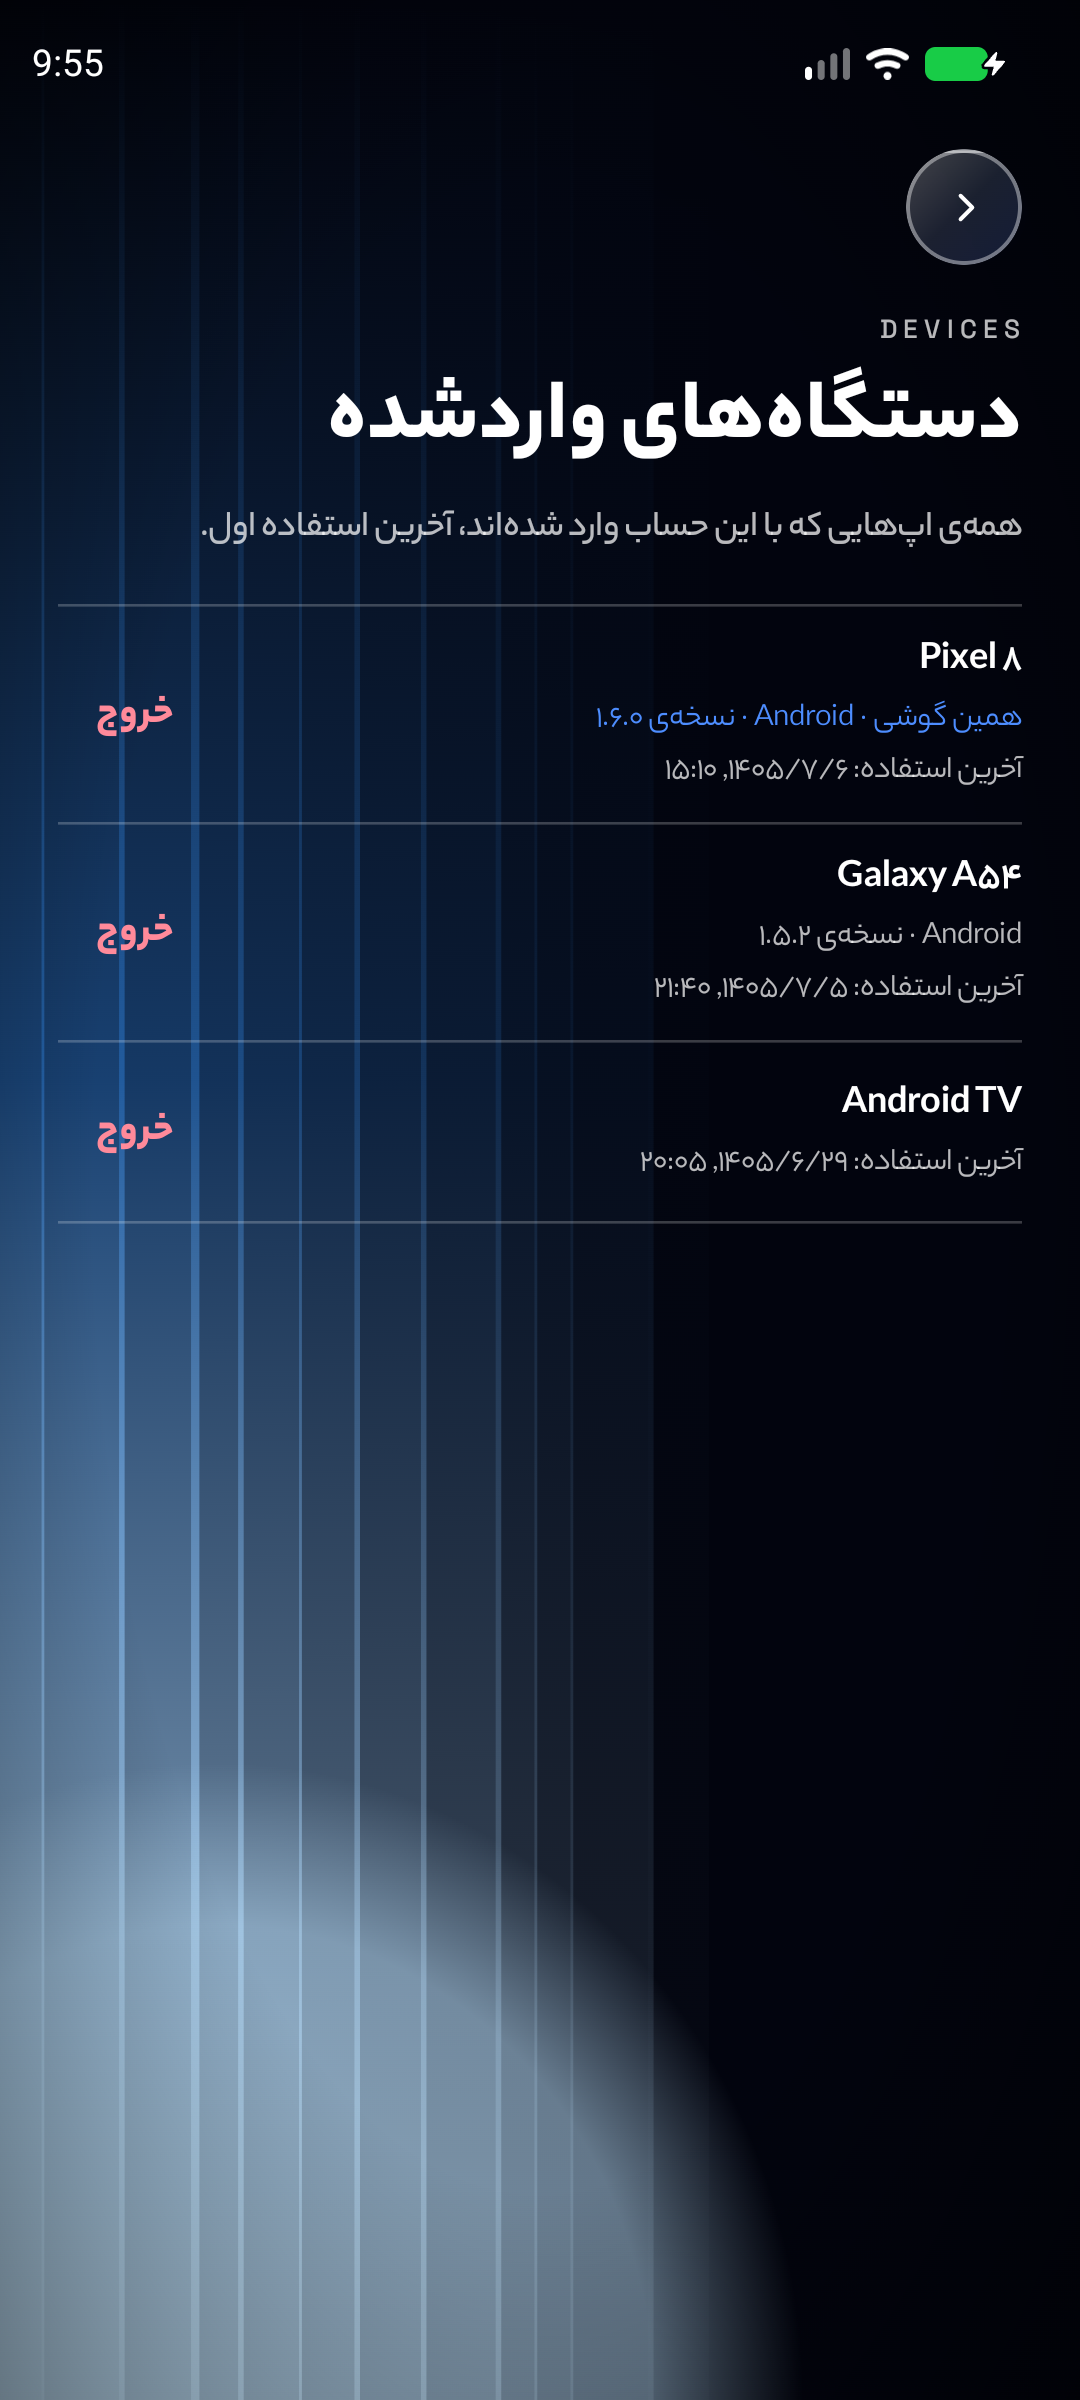 9:55
DEVICES
دستگاه‌های واردشده
همه‌ی اپ‌هایی که با این حساب وارد شده‌اند، آخرین استفاده اول.
Pixel ۸
همین گوشی · Android · نسخه‌ی ۱.۶.۰
آخرین استفاده: ۱۴۰۵/۷/۶, ۱۵:۱۰
خروج
Galaxy A۵۴
Android · نسخه‌ی ۱.۵.۲
آخرین استفاده: ۱۴۰۵/۷/۵, ۲۱:۴۰
خروج
Android TV
آخرین استفاده: ۱۴۰۵/۶/۲۹, ۲۰:۰۵
خروج